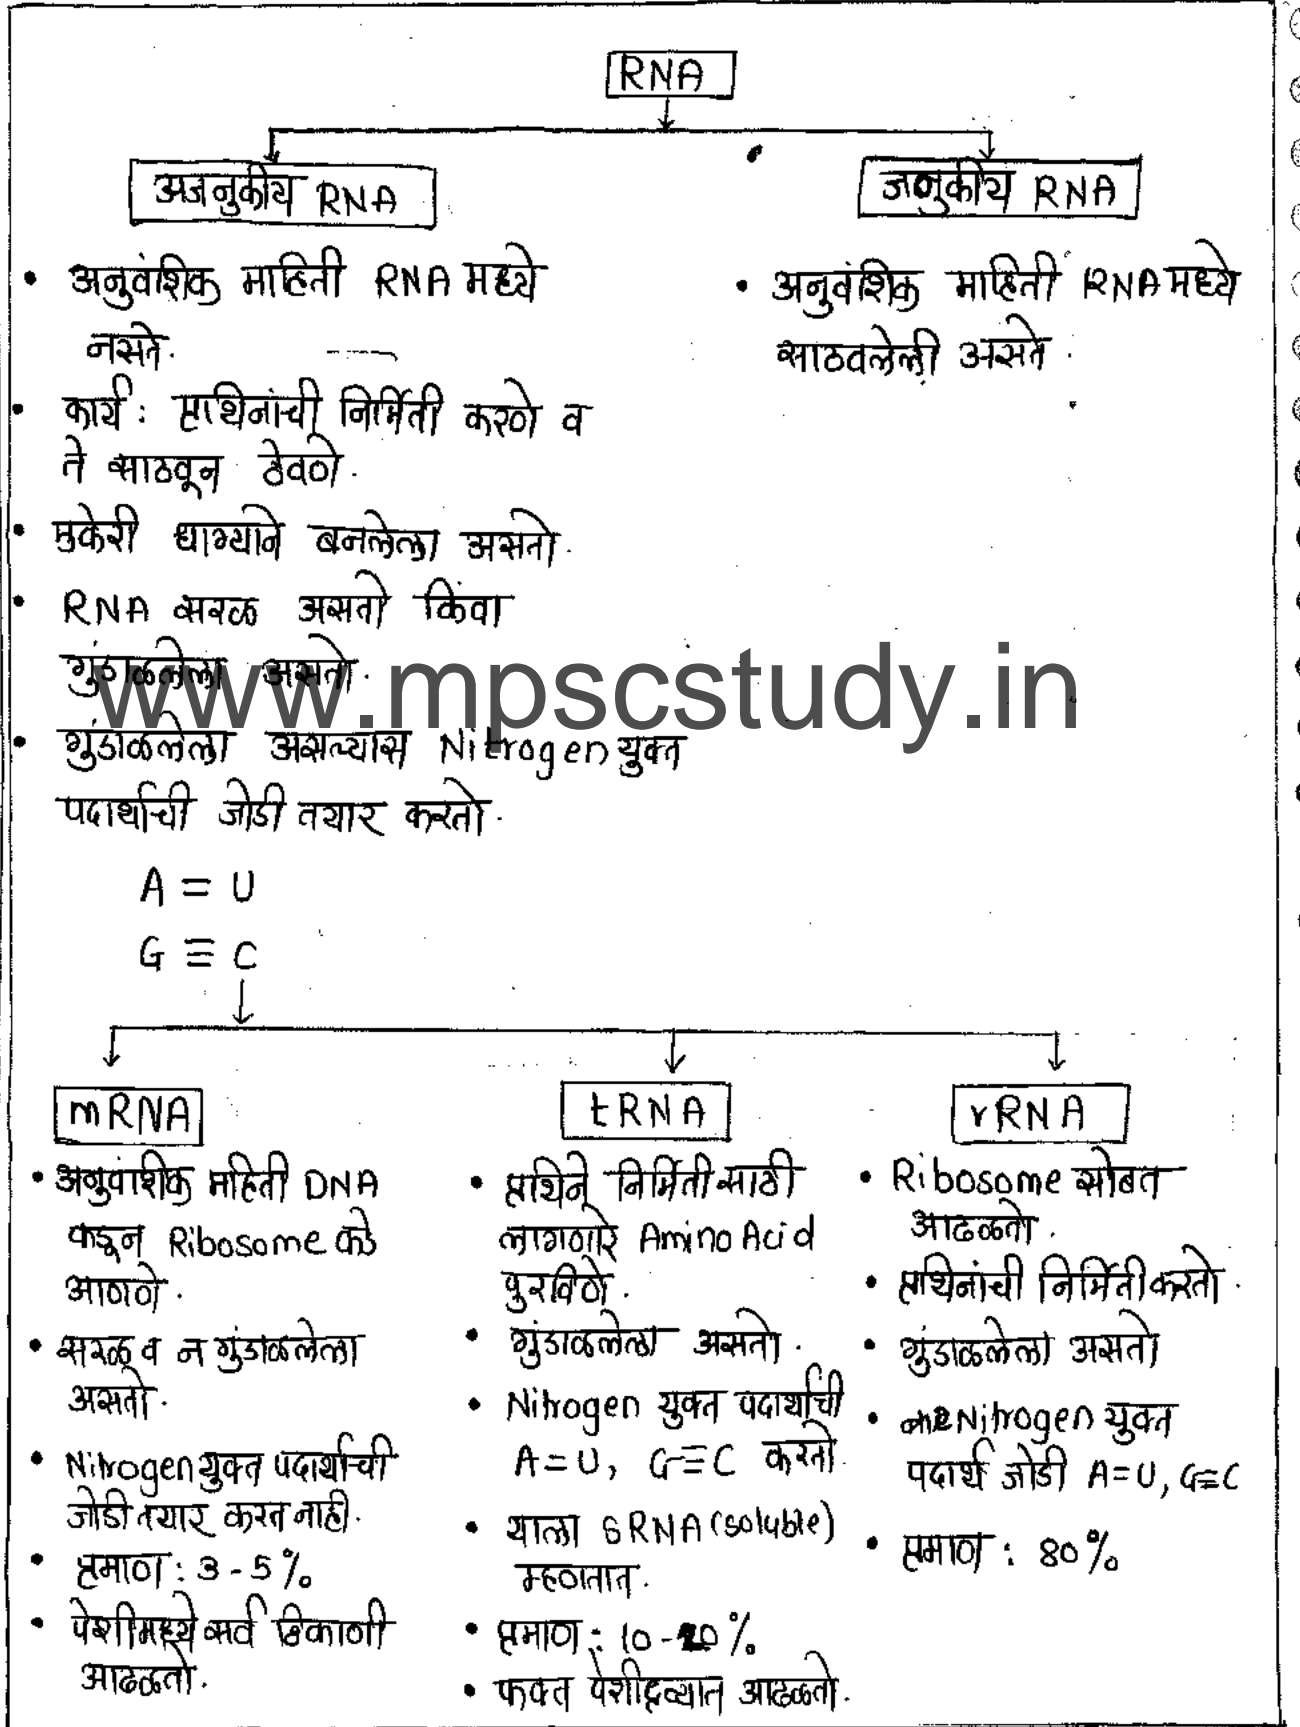 RNA
अजनुकीय RNA
जनुकीय RNA
• अनुवंशिक माहिती RNA मध्ये
नसते.
• कार्य : प्रथिनांची निर्मिती करणे व
ते साठवून ठेवणे.
• एकेरी धाग्याने बनलेला असतो.
• RNA सरळ असतो किंवा
गुंडाळलेला असतो.
• गुंडाळलेला असल्यास Nitrogen युक्त
पदार्थाची जोडी तयार करतो.
A = U
G ≡ C
• अनुवंशिक माहिती RNA मध्ये
साठवलेली असते.
www.mpscstudy.in
mRNA
• अनुवांशीक महिती DNA
कडून Ribosome कडे
आणणे.
• सरळ व न गुंडाळलेला
असतो.
• Nitrogen युक्त पदार्थाची
जोडी तयार करत नाही.
• प्रमाण : 3 - 5 %
• पेशीमध्ये सर्व ठिकाणी
आढळतो.
tRNA
• प्रथिने निर्मिती साठी
लागणारे Amino Acid
पुरविणे.
• गुंडाळलेला असतो.
• Nitrogen युक्त पदार्थाची
A = U, G ≡ C करतो.
• याला sRNA (soluble)
म्हणतात.
• प्रमाण : 10 - 20 %
• फक्त पेशीद्रव्यात आढळतो.
rRNA
• Ribosome सोबत
आढळतो.
• प्रथिनांची निर्मिती करतो.
• गुंडाळलेला असतो
• Nitrogen युक्त
पदार्थ जोडी A = U, G ≡ C
• प्रमाण : 80 %